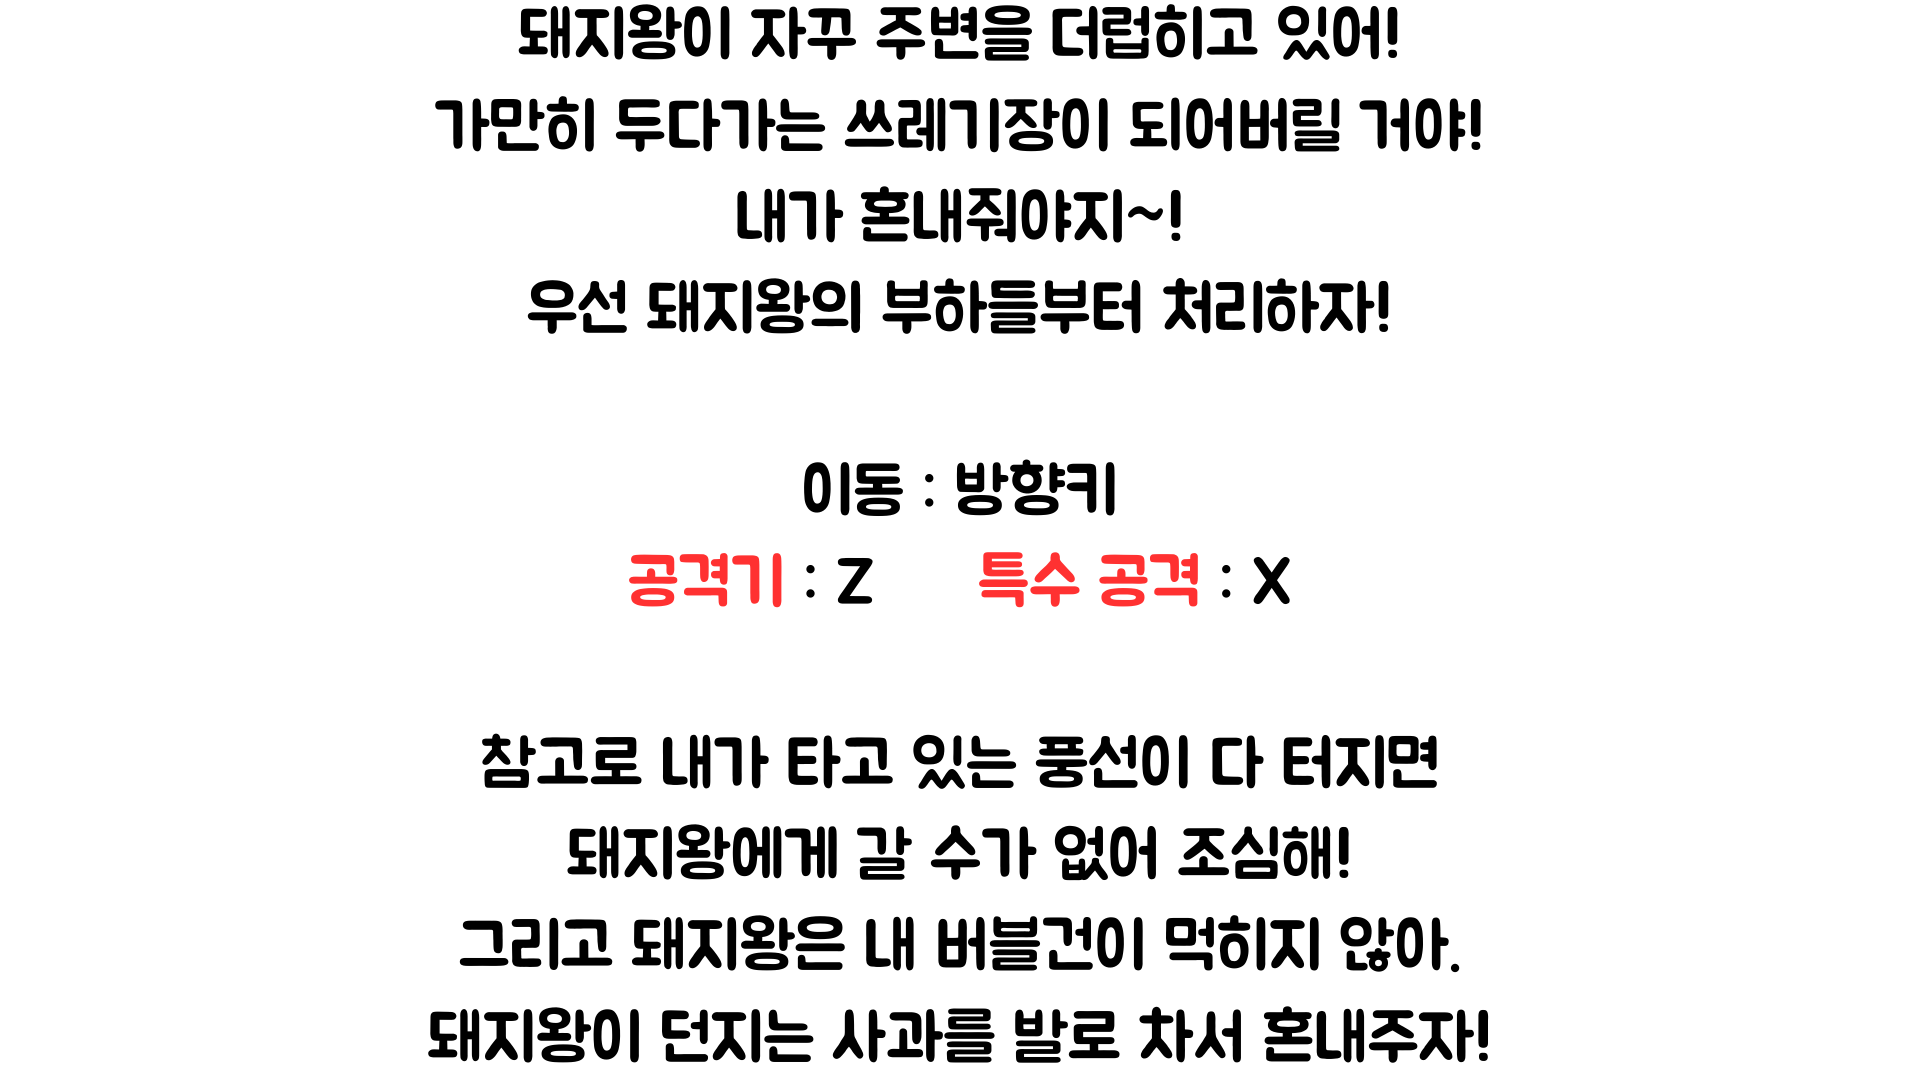 돼지왕이 자꾸 주변을 더럽히고 있어!
가만히 두다가는 쓰레기장이 되어버릴 거야!
내가 혼내줘야지~!
우선 돼지왕의 부하들부터 처리하자!
이동 : 방향키
공격기 : Z 특수 공격 : X
참고로 내가 타고 있는 풍선이 다 터지면
돼지왕에게 갈 수가 없어 조심해!
그리고 돼지왕은 내 버블건이 먹히지 않아.
돼지왕이 던지는 사과를 발로 차서 혼내주자!